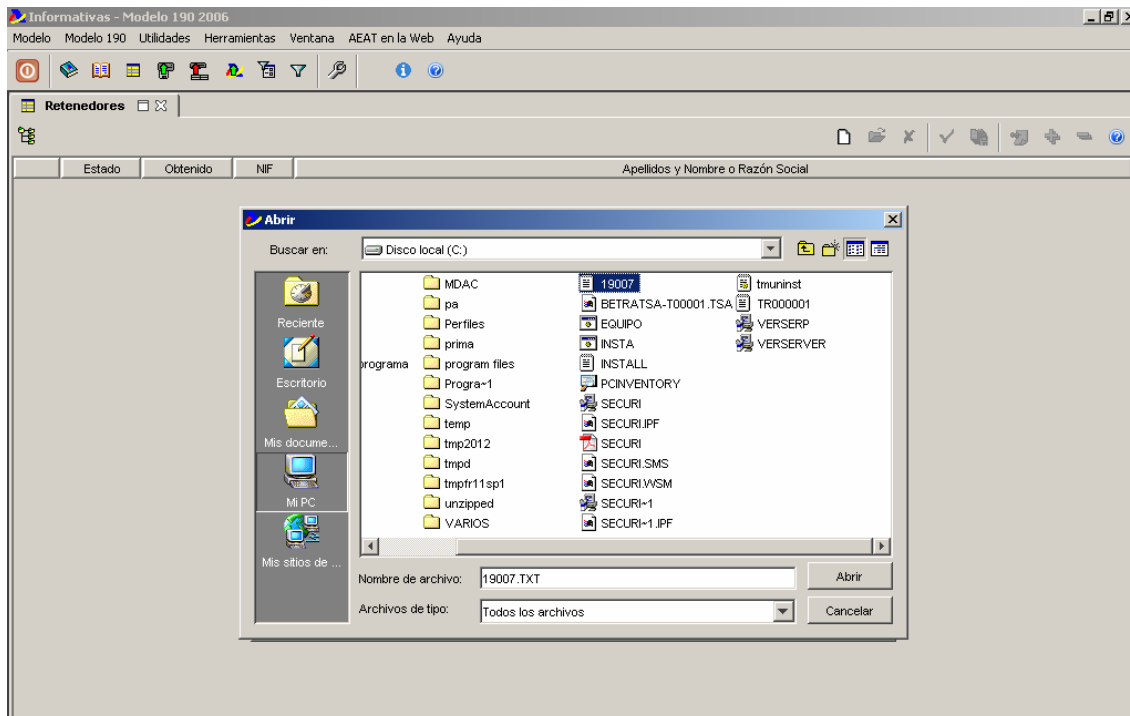 Informativas - Modelo 190 2006
Modelo Modelo 190 Utilidades Herramientas Ventana AEAT en la Web Ayuda
Retenedores
Estado Obtenido NIF Apellidos y Nombre o Razón Social
Abrir
Buscar en: Disco local (C:)
Reciente
Escritorio
Mis docume...
Mi PC
Mis sitios de ...
programa
MDAC
pa
Perfiles
prima
program files
Progra~1
SystemAccount
temp
tmp2012
tmpd
tmpfr11sp1
unzipped
VARIOS
19007
BETRATSA-T00001.TSA
EQUIPO
INSTA
INSTALL
PCINVENTORY
SECURI
SECURI.IPF
SECURI
SECURI.SMS
SECURI.WSM
SECURI~1
SECURI~1.IPF
tmuninst
TR000001
VERSERP
VERSERVER
Nombre de archivo: 19007.TXT Abrir
Archivos de tipo: Todos los archivos Cancelar